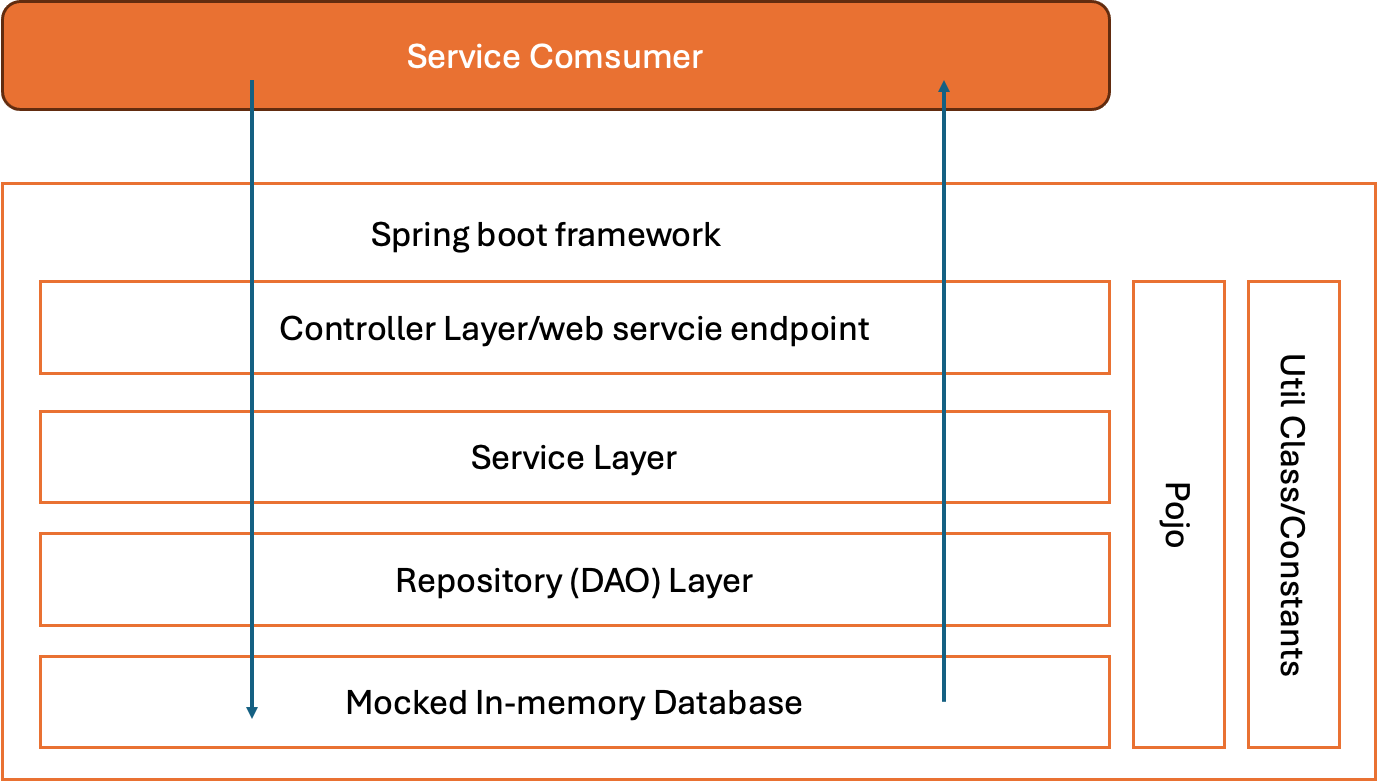 Service Comsumer
Spring boot framework
Controller Layer/web servcie endpoint
Service Layer
Repository (DAO) Layer
Mocked In-memory Database
Pojo
Util Class/Constants